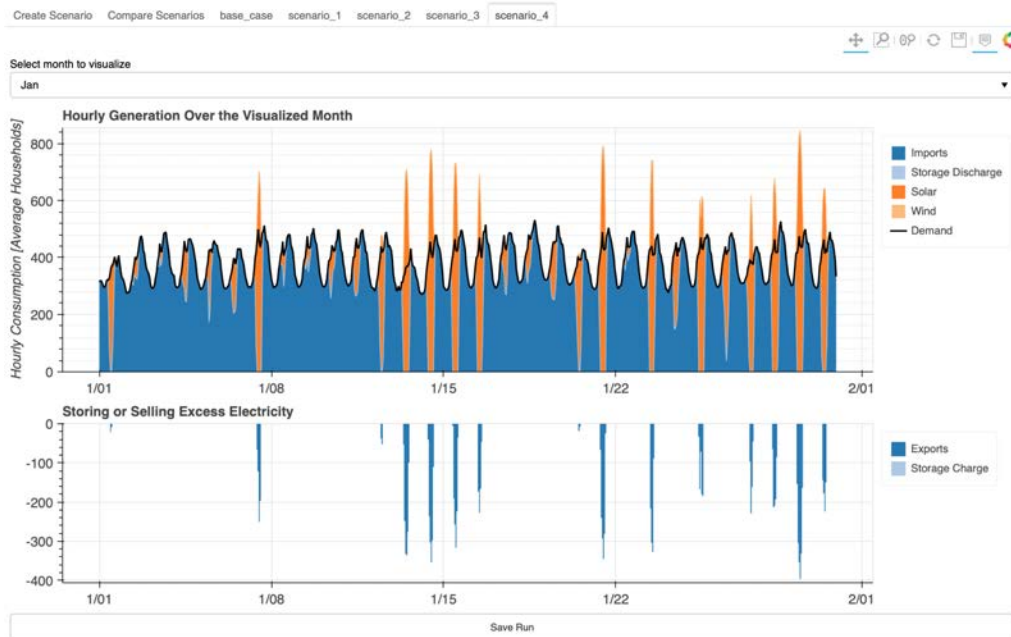 Create Scenario Compare Scenarios base_case scenario_1 scenario_2 scenario_3 scenario_4
Select month to visualize
Jan
Hourly Generation Over the Visualized Month
Hourly Consumption [Average Households]
800
600
400
200
0
1/01 1/08 1/15 1/22 2/01
Imports
Storage Discharge
Solar
Wind
Demand
Storing or Selling Excess Electricity
0
-100
-200
-300
-400
1/01 1/08 1/15 1/22 2/01
Exports
Storage Charge
Save Run